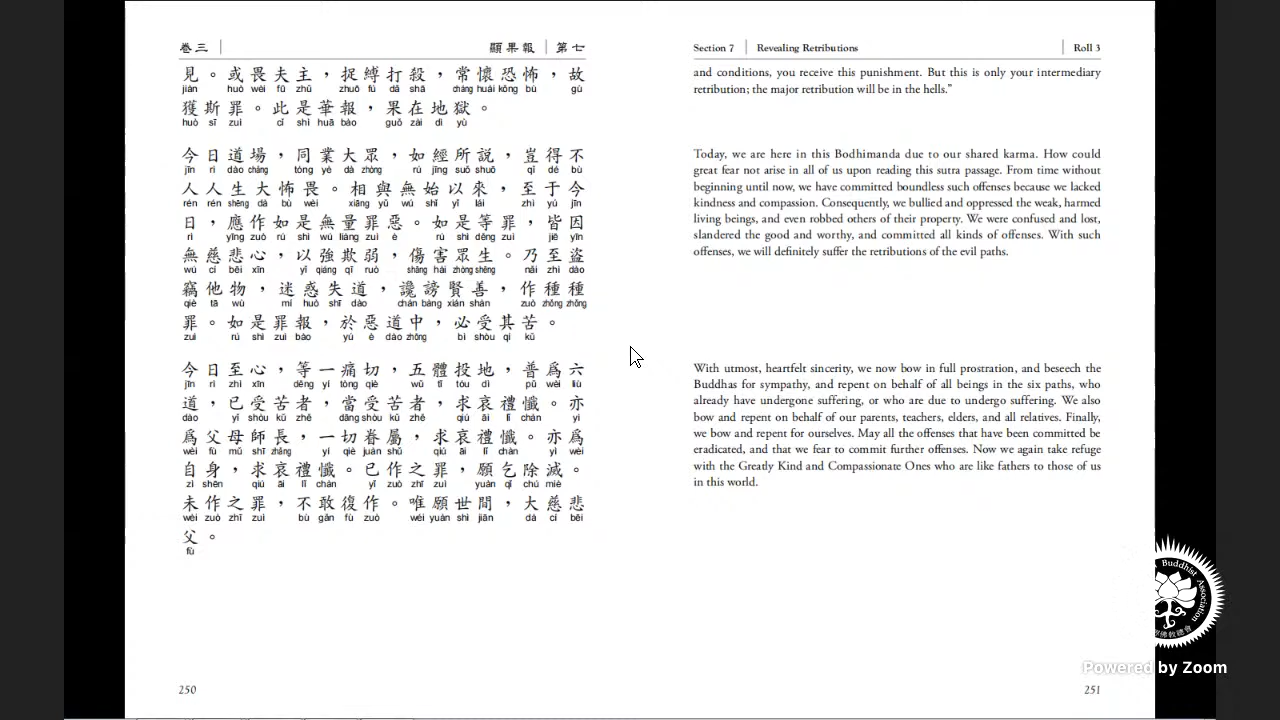 卷三 顯果報 第七
見。或畏夫主,捉縛打殺,常懷恐怖,故
jiàn huò wèi fū zhǔ zhuō fú dǎ shā cháng huái kǒng bù gù
獲斯罪。此是華報,果在地獄。
huò sī zuì cǐ shì huā bào guǒ zài dì yù
今日道場,同業大眾,如經所說,豈得不
jīn rì dào chǎng tóng yè dà zhòng rú jīng suǒ shuō qǐ dé bù
人人生大怖畏。相與無始以來,至于今
rén rén shēng dà bù wèi xiāng yǔ wú shǐ yǐ lái zhì yú jīn
日,應作如是無量罪惡。如是等罪,皆因
rì yīng zuò rú shì wú liàng zuì è rú shì děng zuì jiē yīn
無慈悲心,以強欺弱,傷害眾生。乃至盜
wú cí bēi xīn yǐ qiáng qī ruò shāng hài zhòng shēng nǎi zhì dào
竊他物,迷惑失道,讒謗賢善,作種種
qiè tā wù mí huò shī dào chán bàng xián shàn zuò zhǒng zhǒng
罪。如是罪報,於惡道中,必受其苦。
zuì rú shì zuì bào yú è dào zhōng bì shòu qí kǔ
今日至心,等一痛切,五體投地,普為六
jīn rì zhì xīn děng yí tòng qiè wǔ tǐ tóu dì pǔ wèi liù
道,已受苦者,當受苦者,求哀禮懺。亦
dào yǐ shòu kǔ zhě dāng shòu kǔ zhě qiú āi lǐ chàn yì
為父母師長,一切眷屬,求哀禮懺。亦為
wèi fù mǔ shī zhǎng yí qiè juàn shǔ qiú āi lǐ chàn yì wèi
自身,求哀禮懺。已作之罪,願乞除滅。
zì shēn qiú āi lǐ chàn yǐ zuò zhī zuì yuàn qǐ chú miè
未作之罪,不敢復作。唯願世間,大慈悲
wèi zuò zhī zuì bù gǎn fù zuò wéi yuàn shì jiān dà cí bēi
父。
fù
250
Section 7 Revealing Retributions Roll 3
and conditions, you receive this punishment. But this is only your intermediary
retribution; the major retribution will be in the hells.”
Today, we are here in this Bodhimanda due to our shared karma. How could
great fear not arise in all of us upon reading this sutra passage. From time without
beginning until now, we have committed boundless such offenses because we lacked
kindness and compassion. Consequently, we bullied and oppressed the weak, harmed
living beings, and even robbed others of their property. We were confused and lost,
slandered the good and worthy, and committed all kinds of offenses. With such
offenses, we will definitely suffer the retributions of the evil paths.
With utmost, heartfelt sincerity, we now bow in full prostration, and beseech the
Buddhas for sympathy, and repent on behalf of all beings in the six paths, who
already have undergone suffering, or who are due to undergo suffering. We also
bow and repent on behalf of our parents, teachers, elders, and all relatives. Finally,
we bow and repent for ourselves. May all the offenses that have been committed be
eradicated, and that we fear to commit further offenses. Now we again take refuge
with the Greatly Kind and Compassionate Ones who are like fathers to those of us
in this world.
251
Buddhist Association
Powered by Zoom